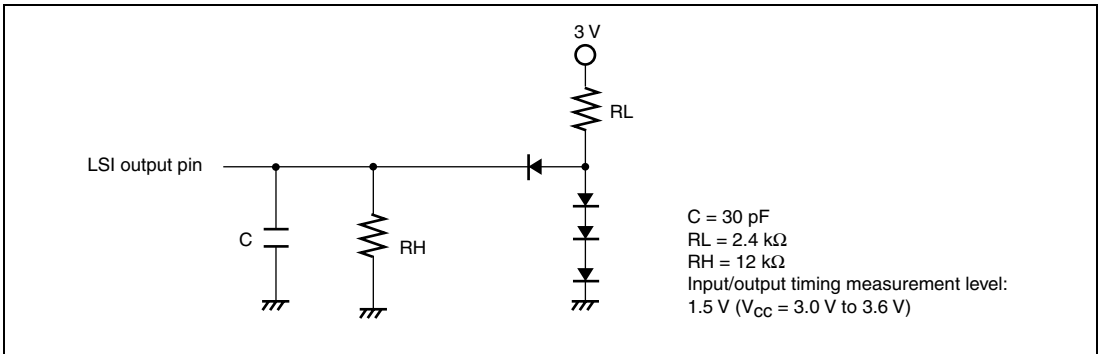 3 V
RL
LSI output pin
C
RH
C = 30 pF
RL = 2.4 kΩ
RH = 12 kΩ
Input/output timing measurement level:
1.5 V (VCC = 3.0 V to 3.6 V)